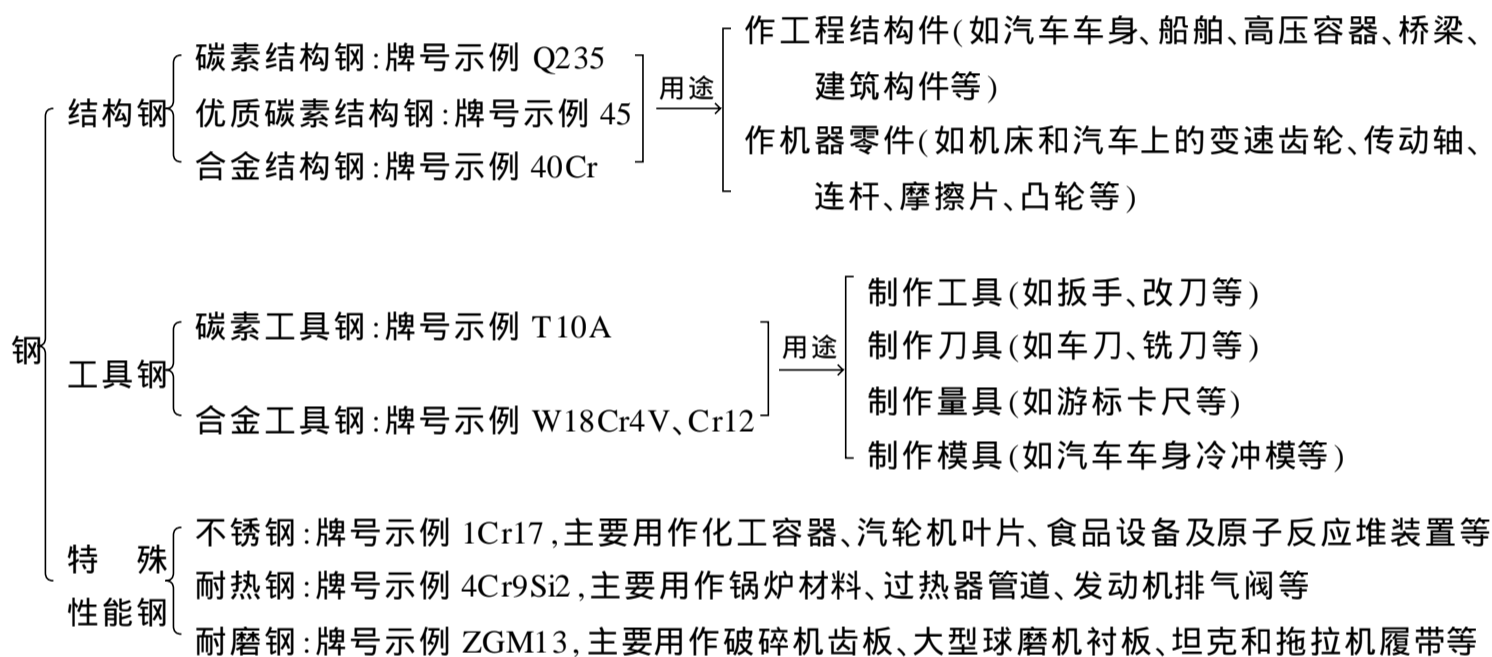 钢
结构钢
碳素结构钢:牌号示例 Q235
优质碳素结构钢:牌号示例 45
合金结构钢:牌号示例 40Cr
用途
作工程结构件(如汽车车身、船舶、高压容器、桥梁、
建筑构件等)
作机器零件(如机床和汽车上的变速齿轮、传动轴、
连杆、摩擦片、凸轮等)
工具钢
碳素工具钢:牌号示例 T10A
合金工具钢:牌号示例 W18Cr4V、Cr12
用途
制作工具(如扳手、改刀等)
制作刀具(如车刀、铣刀等)
制作量具(如游标卡尺等)
制作模具(如汽车车身冷冲模等)
特 殊
性能钢
不锈钢:牌号示例 1Cr17,主要用作化工容器、汽轮机叶片、食品设备及原子反应堆装置等
耐热钢:牌号示例 4Cr9Si2,主要用作锅炉材料、过热器管道、发动机排气阀等
耐磨钢:牌号示例 ZGM13,主要用作破碎机齿板、大型球磨机衬板、坦克和拖拉机履带等